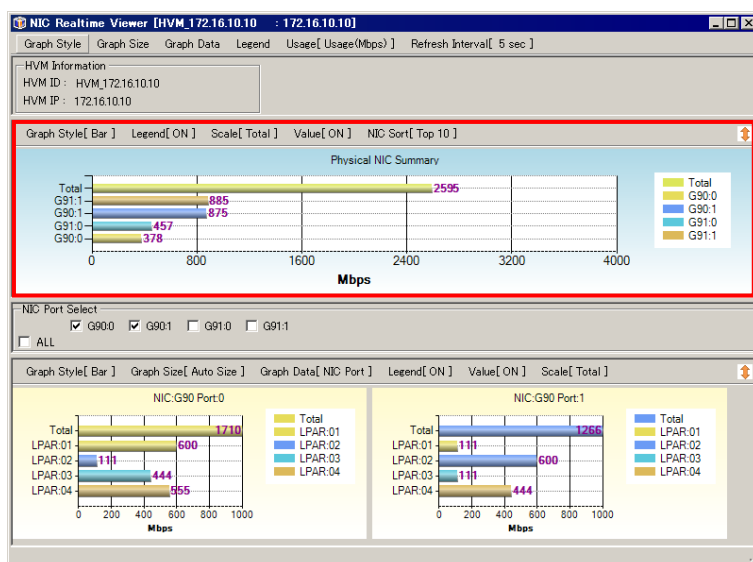 NIC Realtime Viewer [HVM_172.16.10.10 : 172.16.10.10]
Graph Style Graph Size Graph Data Legend Usage[ Usage(Mbps) ] Refresh Interval[ 5 sec ]
HVM Information
HVM ID : HVM_172.16.10.10
HVM IP : 172.16.10.10
Graph Style[ Bar ] Legend[ ON ] Scale[ Total ] Value[ ON ] NIC Sort[ Top 10 ]
Physical NIC Summary
Total 2595
G91:1 885
G90:1 875
G91:0 457
G90:0 378
0 800 1600 2400 3200 4000
Mbps
Total
G90:0
G90:1
G91:0
G91:1
NIC Port Select
G90:0 G90:1 G91:0 G91:1
ALL
Graph Style[ Bar ] Graph Size[ Auto Size ] Graph Data[ NIC Port ] Legend[ ON ] Value[ ON ] Scale[ Total ]
NIC:G90 Port:0
Total 1710
LPAR:01 600
LPAR:02 111
LPAR:03 444
LPAR:04 555
0 200 400 600 800 1000
Mbps
Total
LPAR:01
LPAR:02
LPAR:03
LPAR:04
NIC:G90 Port:1
Total 1266
LPAR:01 111
LPAR:02 600
LPAR:03 111
LPAR:04 444
0 200 400 600 800 1000
Mbps
Total
LPAR:01
LPAR:02
LPAR:03
LPAR:04